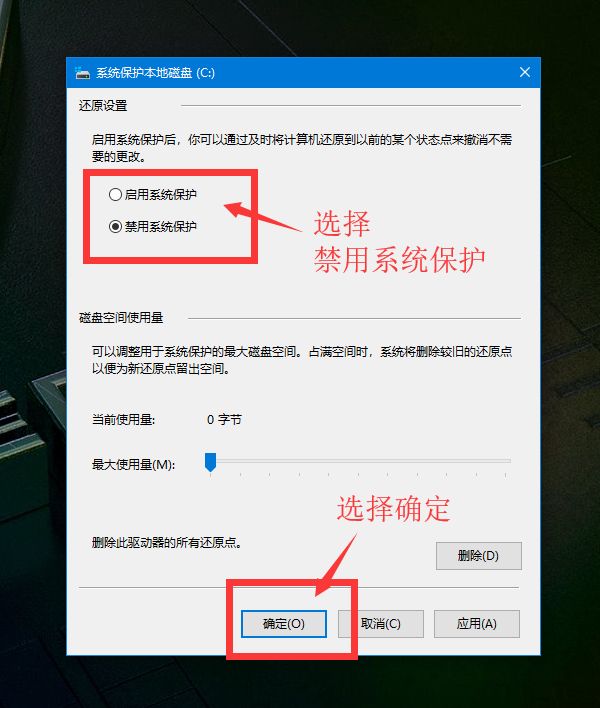 系统保护本地磁盘 (C:)
还原设置
启用系统保护后，你可以通过及时将计算机还原到以前的某个状态点来撤消不需
要的更改。
启用系统保护
禁用系统保护
选择
禁用系统保护
磁盘空间使用量
可以调整用于系统保护的最大磁盘空间。占满空间时，系统将删除较旧的还原点
以便为新还原点留出空间。
当前使用量: 0 字节
最大使用量(M):
选择确定
删除此驱动器的所有还原点。
删除(D)
确定(O) 取消(C) 应用(A)